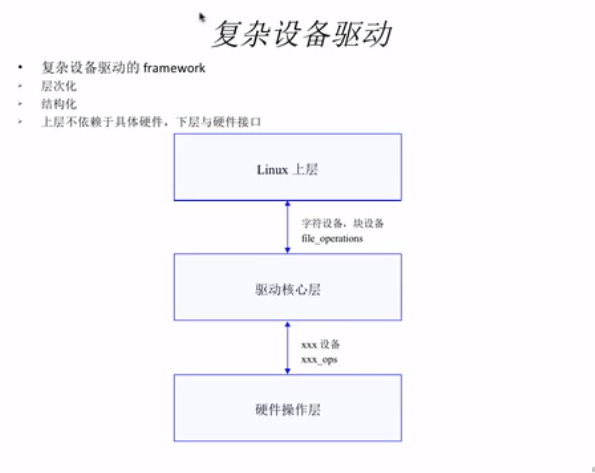 复杂设备驱动
• 复杂设备驱动的 framework
➢ 层次化
➢ 结构化
➢ 上层不依赖于具体硬件，下层与硬件接口
Linux 上层
字符设备，块设备
file_operations
驱动核心层
xxx 设备
xxx_ops
硬件操作层